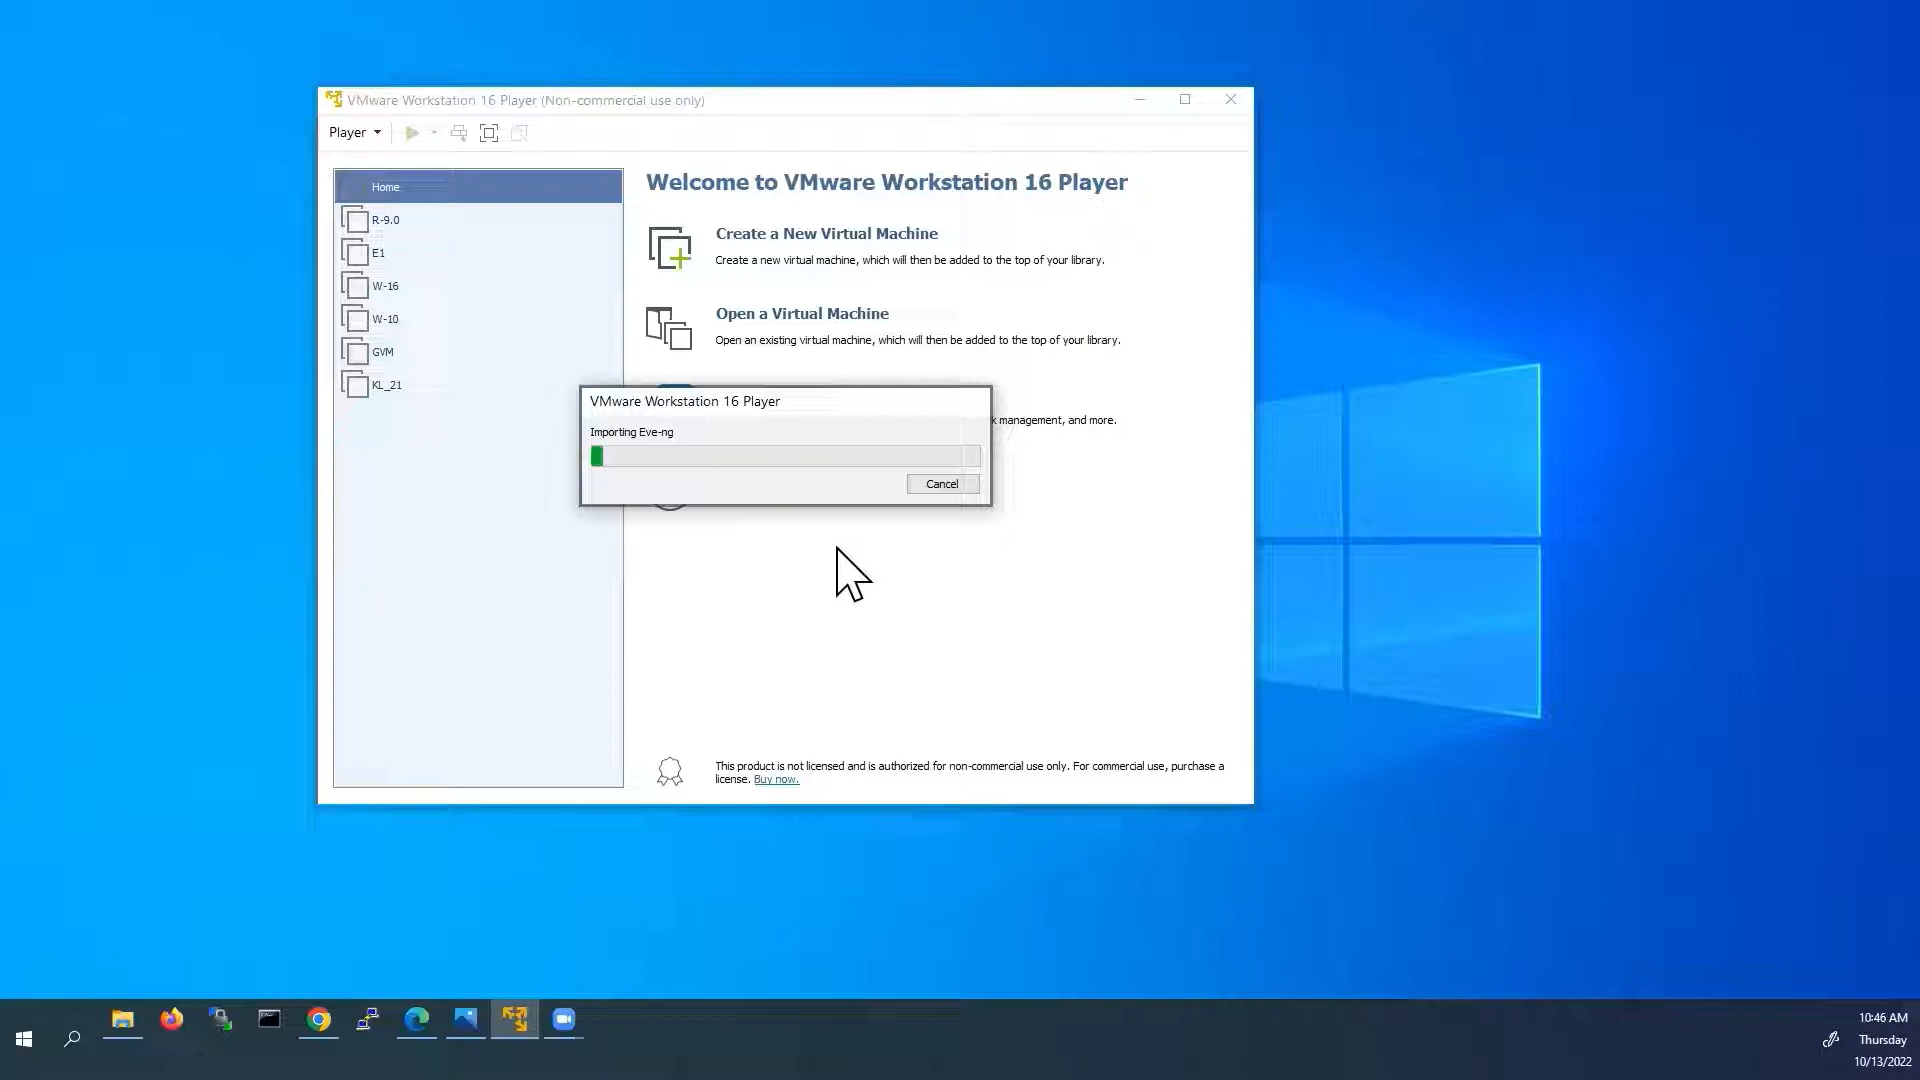 VMware Workstation 16 Player (Non-commercial use only)
Player
Home
R-9.0
E1
W-16
W-10
GVM
KL_21
Welcome to VMware Workstation 16 Player
Create a New Virtual Machine
Create a new virtual machine, which will then be added to the top of your library.
Open a Virtual Machine
Open an existing virtual machine, which will then be added to the top of your library.
management, and more.
VMware Workstation 16 Player
Importing Eve-ng
Cancel
This product is not licensed and is authorized for non-commercial use only. For commercial use, purchase a
license. Buy now.
10:46 AM
Thursday
10/13/2022